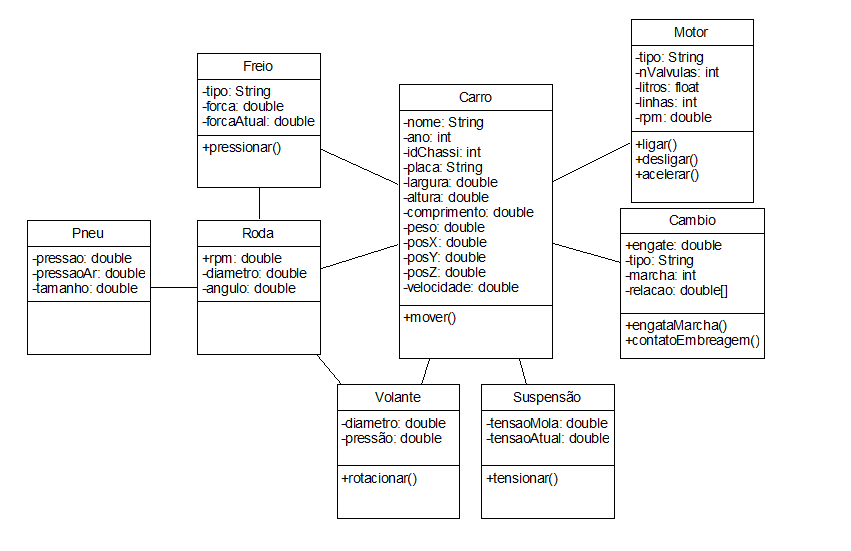 Motor
-tipo: String
-nValvulas: int
-litros: float
-linhas: int
-rpm: double
+ligar()
+desligar()
+acelerar()
Freio
-tipo: String
-forca: double
-forcaAtual: double
+pressionar()
Carro
-nome: String
-ano: int
-idChassi: int
-placa: String
-largura: double
-altura: double
-comprimento: double
-peso: double
-posX: double
-posY: double
-posZ: double
-velocidade: double
+mover()
Pneu
-pressao: double
-pressaoAr: double
-tamanho: double
Roda
+rpm: double
-diametro: double
-angulo: double
Cambio
+engate: double
-tipo: String
-marcha: int
-relacao: double[]
+engataMarcha()
+contatoEmbreagem()
Volante
-diametro: double
-pressão: double
+rotacionar()
Suspensão
-tensaoMola: double
-tensaoAtual: double
+tensionar()